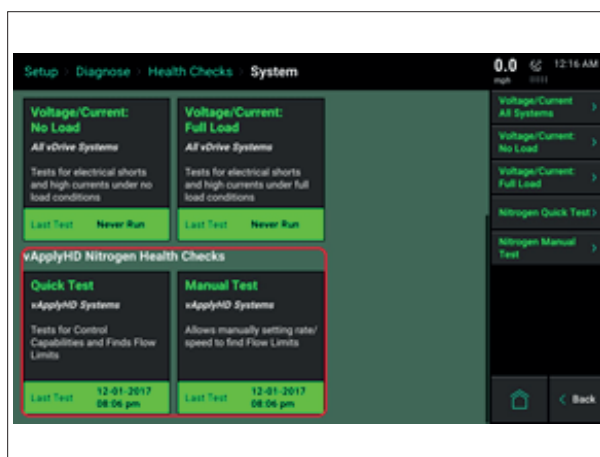 Setup > Diagnose > Health Checks > System
0.0
mph
12:16 AM
Voltage/Current:
No Load
All vDrive Systems
Tests for electrical shorts
and high currents under no
load conditions
Last Test Never Run
Voltage/Current:
Full Load
All vDrive Systems
Tests for electrical shorts
and high currents under full
load conditions
Last Test Never Run
vApplyHD Nitrogen Health Checks
Quick Test
vApplyHD Systems
Tests for Control
Capabilities and Finds Flow
Limits
Last Test
12-01-2017
08:06 pm
Manual Test
vApplyHD Systems
Allows manually setting rate/
speed to find Flow Limits
Last Test
12-01-2017
08:06 pm
Voltage/Current
All Systems >
Voltage/Current:
No Load >
Voltage/Current:
Full Load >
Nitrogen Quick Test >
Nitrogen Manual
Test >
< Back